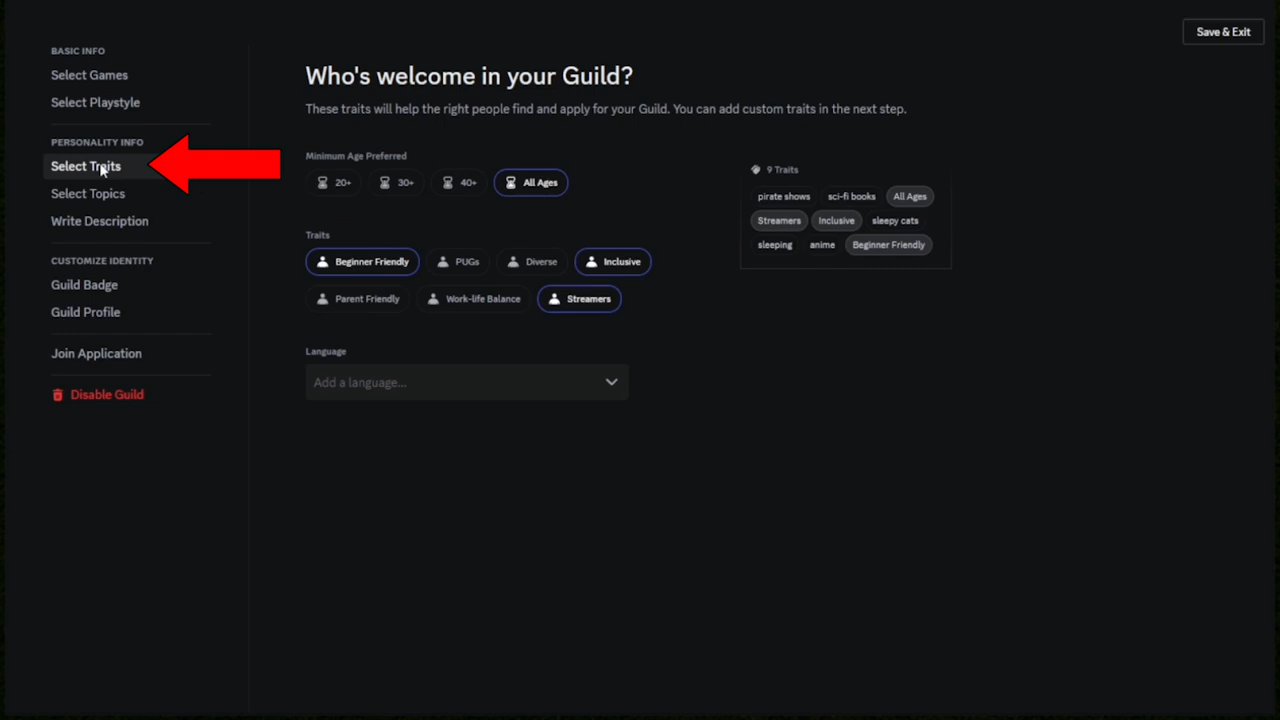 Save & Exit
BASIC INFO
Select Games
Select Playstyle
PERSONALITY INFO
Select Traits
Select Topics
Write Description
CUSTOMIZE IDENTITY
Guild Badge
Guild Profile
Join Application
Disable Guild
Who's welcome in your Guild?
These traits will help the right people find and apply for your Guild. You can add custom traits in the next step.
Minimum Age Preferred
20+ 30+ 40+ All Ages
Traits
Beginner Friendly PUGs Diverse Inclusive
Parent Friendly Work-life Balance Streamers
Language
Add a language...
9 Traits
pirate shows sci-fi books All Ages
Streamers Inclusive sleepy cats
sleeping anime Beginner Friendly